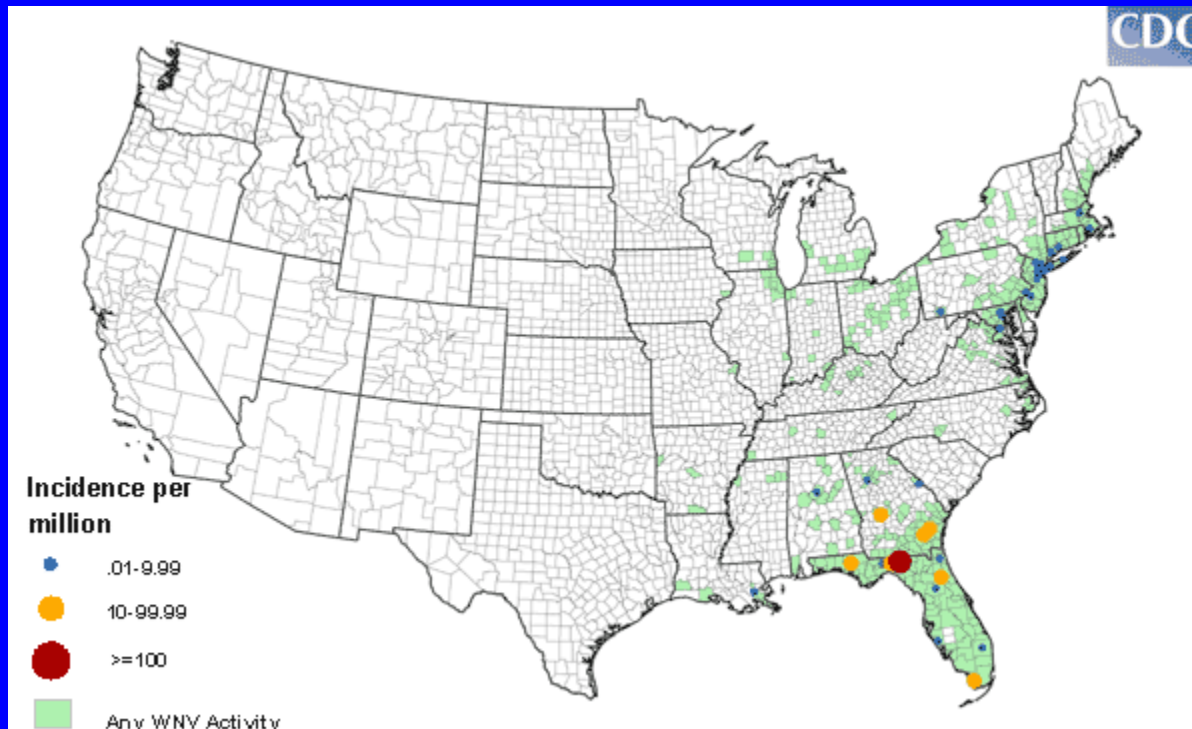 CDC
Incidence per
million
.01-9.99
10-99.99
>=100
Any WNV Activity